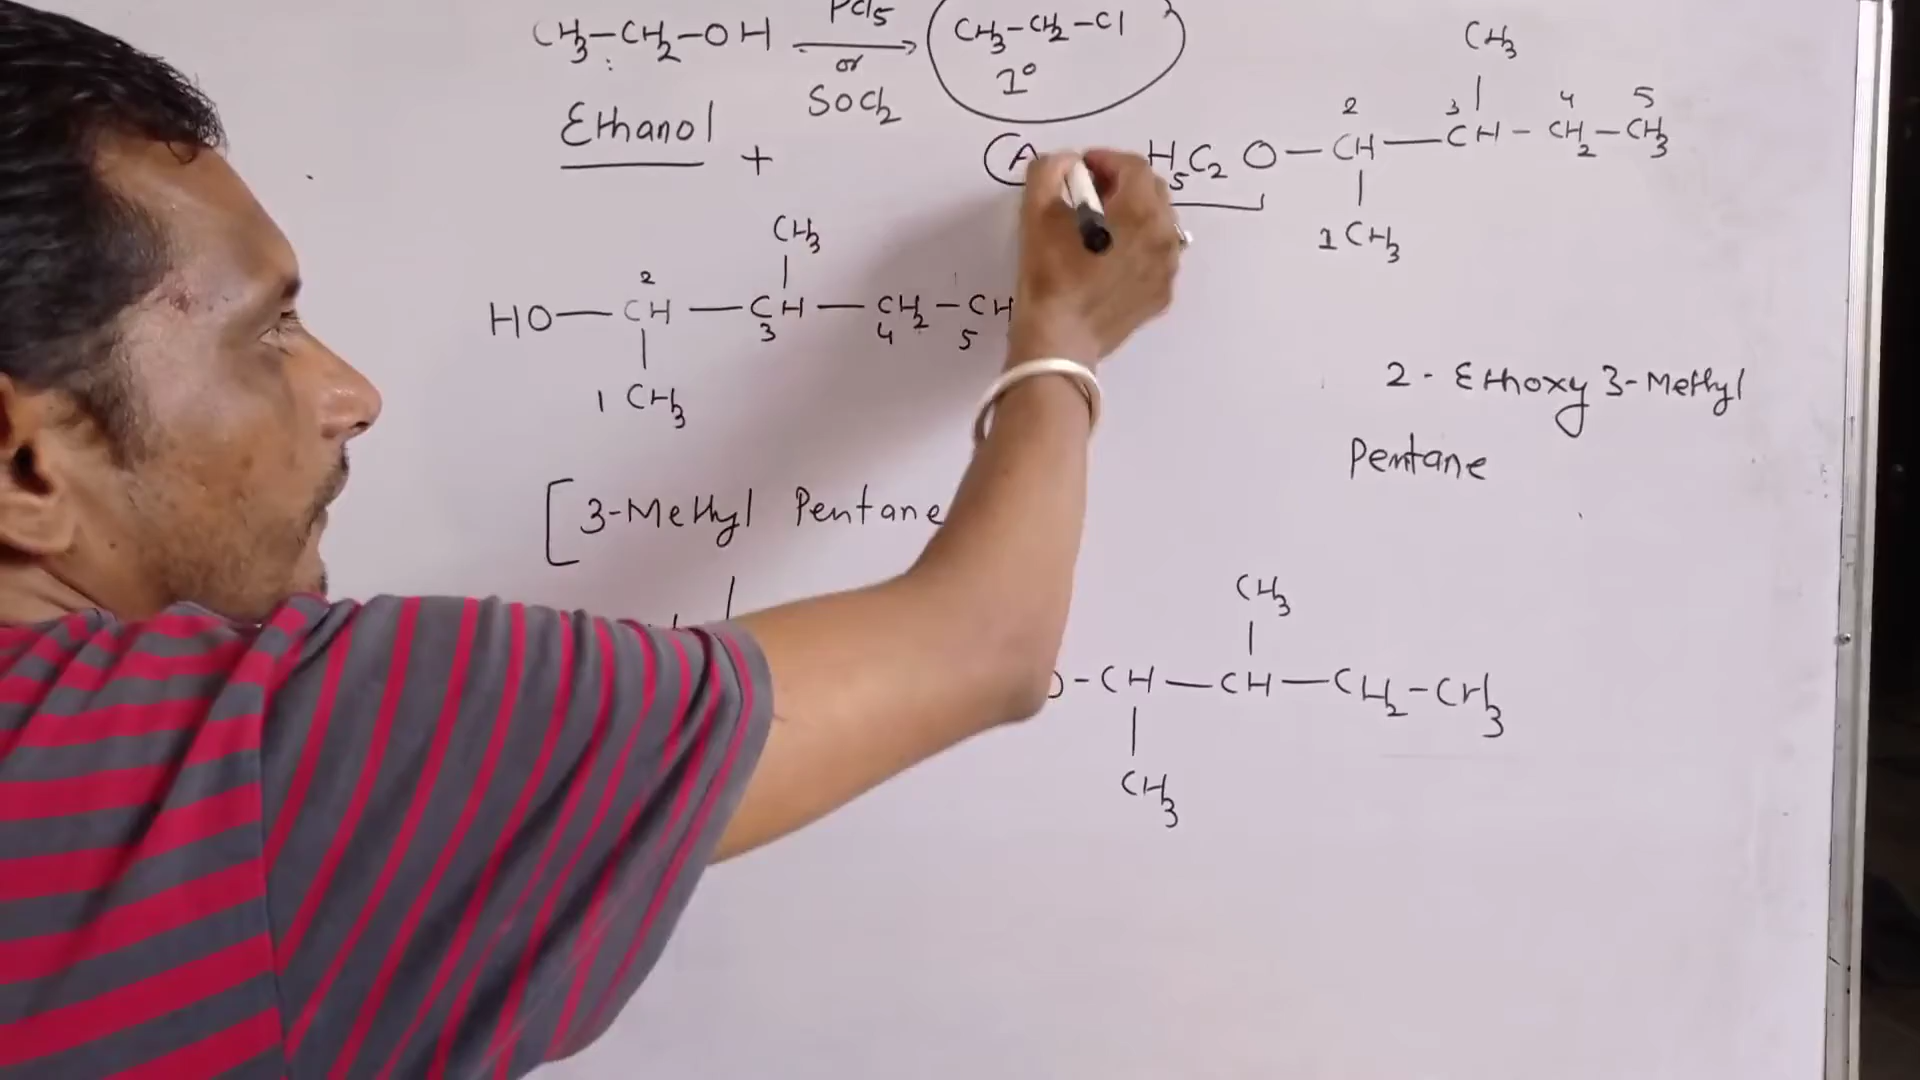 CH3-CH2-OH PCl5 or SOCl2 CH3-CH2-Cl
1°
Ethanol +
A H5C2O-CH-CH-CH2-CH3
2 3 4 5
CH3
1 CH3
CH3
HO-CH-CH-CH2-CH
2 3 4 5
1 CH3
2-Ethoxy 3-Methyl
Pentane
[3-Methyl Pentane
CH3
O-CH-CH-CH2-CH3
CH3